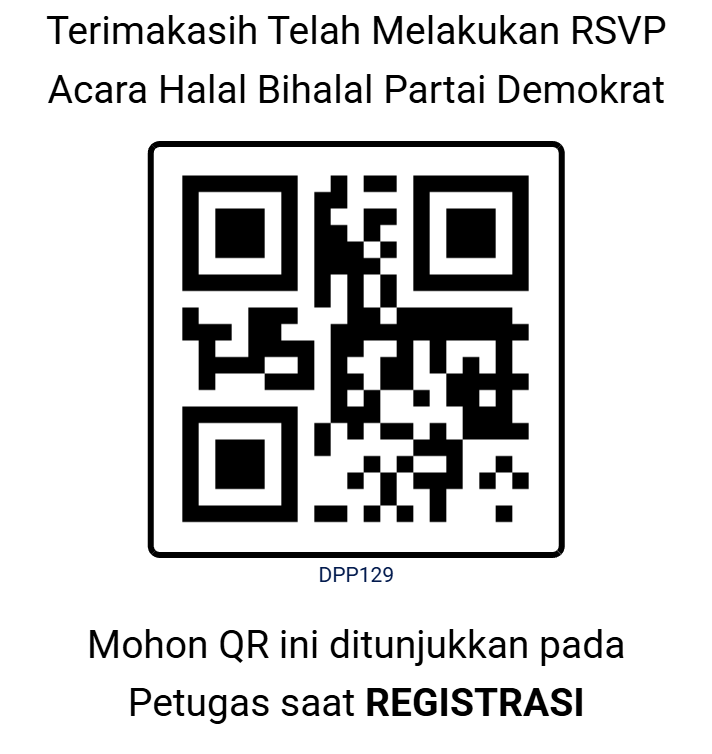 Terimakasih Telah Melakukan RSVP
Acara Halal Bihalal Partai Demokrat
DPP129
Mohon QR ini ditunjukkan pada
Petugas saat REGISTRASI